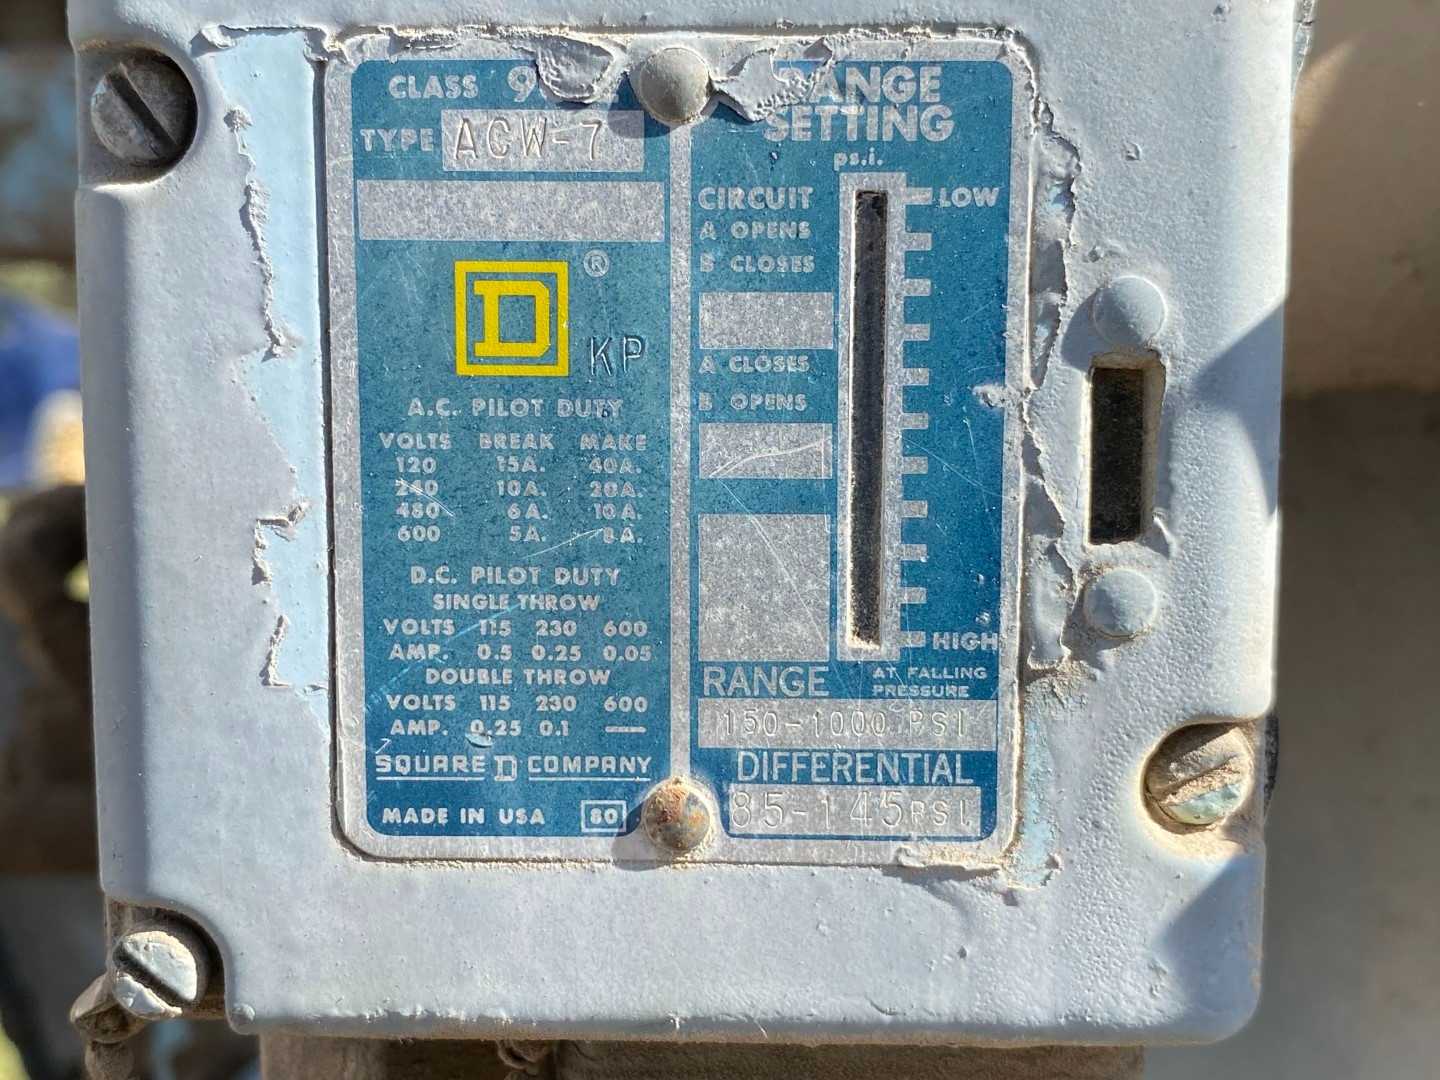 CLASS 9
TYPE ACW-7
D ®
KP
A.C. PILOT DUTY
VOLTS BREAK MAKE
120 15A. 40A.
240 10A. 20A.
480 6A. 10A.
600 5A. 8A.
D.C. PILOT DUTY
SINGLE THROW
VOLTS 115 230 600
AMP. 0.5 0.25 0.05
DOUBLE THROW
VOLTS 115 230 600
AMP. 0.25 0.1 —
SQUARE D COMPANY
MADE IN USA 80
RANGE
SETTING
ps.i.
CIRCUIT
A OPENS
B CLOSES
A CLOSES
B OPENS
LOW
HIGH
AT FALLING
PRESSURE
RANGE
150-1000 PSI
DIFFERENTIAL
85-145 PSI